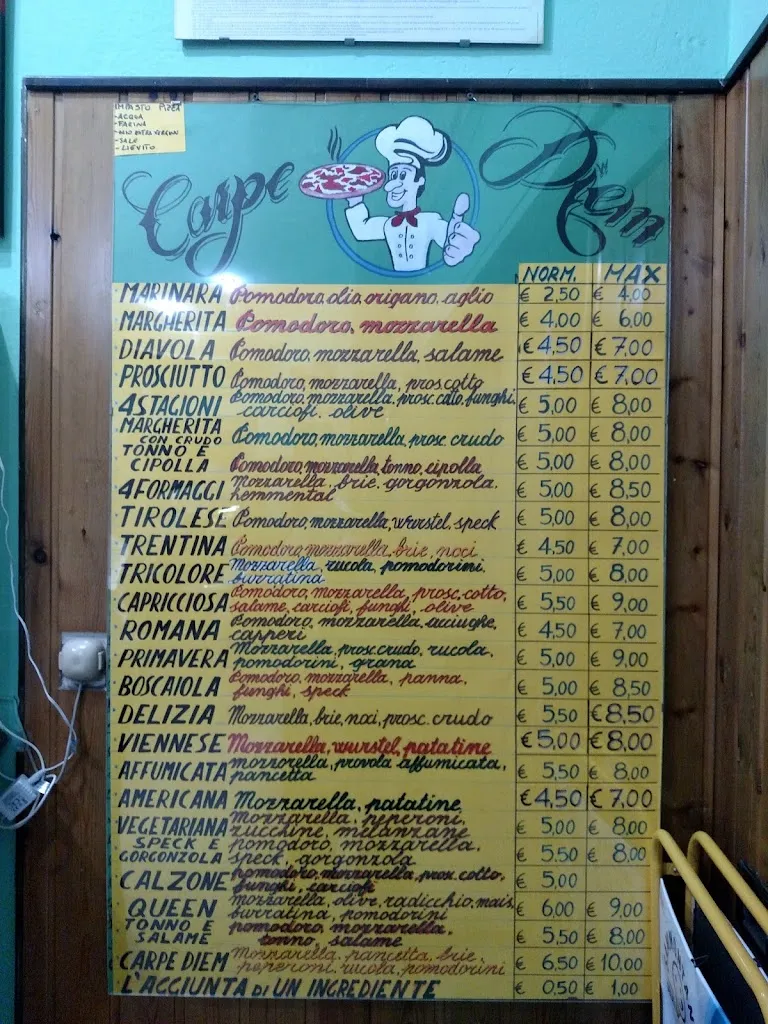 IMPASTO PIZZA
-ACQUA
-FARINA
-OLIO EXTRA VERGIN
-SALE
-LIEVITO
Carpe Diem
NORM. MAX
MARINARA Pomodoro, olio, origano, aglio € 2,50 € 4,00
MARGHERITA Pomodoro, mozzarella € 4,00 € 6,00
DIAVOLA Pomodoro, mozzarella, salame € 4,50 € 7,00
PROSCIUTTO Pomodoro, mozzarella, pros.cotto € 4,50 € 7,00
4STAGIONI Pomodoro, mozzarella, prosc.cotto, funghi,
carciofi, olive € 5,00 € 8,00
MARGHERITA
CON CRUDO Pomodoro, mozzarella, prosc. crudo € 5,00 € 8,00
TONNO E
CIPOLLA Pomodoro, mozzarella, tonno, cipolla € 5,00 € 8,00
4FORMAGGI Mozzarella, brie, gorgonzola,
hemmental € 5,00 € 8,50
TIROLESE Pomodoro, mozzarella, wurstel, speck € 5,00 € 8,00
TRENTINA Pomodoro, mozzarella, brie, noci € 4,50 € 7,00
TRICOLORE Mozzarella, rucola, pomodorini,
burratina € 5,00 € 8,00
CAPRICCIOSA Pomodoro, mozzarella, prosc.cotto,
salame, carciofi, funghi, olive € 5,50 € 9,00
ROMANA Pomodoro, mozzarella, acciughe,
capperi € 4,50 € 7,00
PRIMAVERA Mozzarella, prosc.crudo, rucola,
pomodorini, grana € 5,00 € 9,00
BOSCAIOLA Pomodoro, mozzarella, panna,
funghi, speck € 5,00 € 8,50
DELIZIA Mozzarella, brie, noci, prosc. crudo € 5,50 € 8,50
VIENNESE Mozzarella, wurstel, patatine € 5,00 € 8,00
AFFUMICATA mozzorella, provola affumicata,
pancetta € 5,50 € 8,00
AMERICANA Mozzarella, patatine € 4,50 € 7,00
VEGETARIANA Mozzarella, peperoni,
zucchine, melanzane € 5,00 € 8,00
SPECK E
GORGONZOLA pomodoro, mozzarella,
speck, gorgonzola € 5,50 € 8,00
CALZONE pomodoro, mozzarella, prosc.cotto,
funghi, carciofi € 5,00
QUEEN mozzarella, olive, radicchio, mais,
burratina, pomodorini € 6,00 € 9,00
TONNO E
SALAME pomodoro, mozzarella,
tonno, salame € 5,50 € 8,00
CARPE DIEM Mozzarella, pancetta, brie,
peperoni, rucola, pomodorini € 6,50 € 10,00
L'AGGIUNTA DI UN INGREDIENTE € 0,50 € 1,00